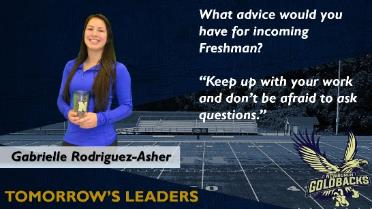 What advice would you
have for incoming
Freshman?
“Keep up with your work
and don’t be afraid to ask
questions.”
Gabrielle Rodriguez-Asher
N
NEWBURGH
GOLDBACKS
TOMORROW’S LEADERS